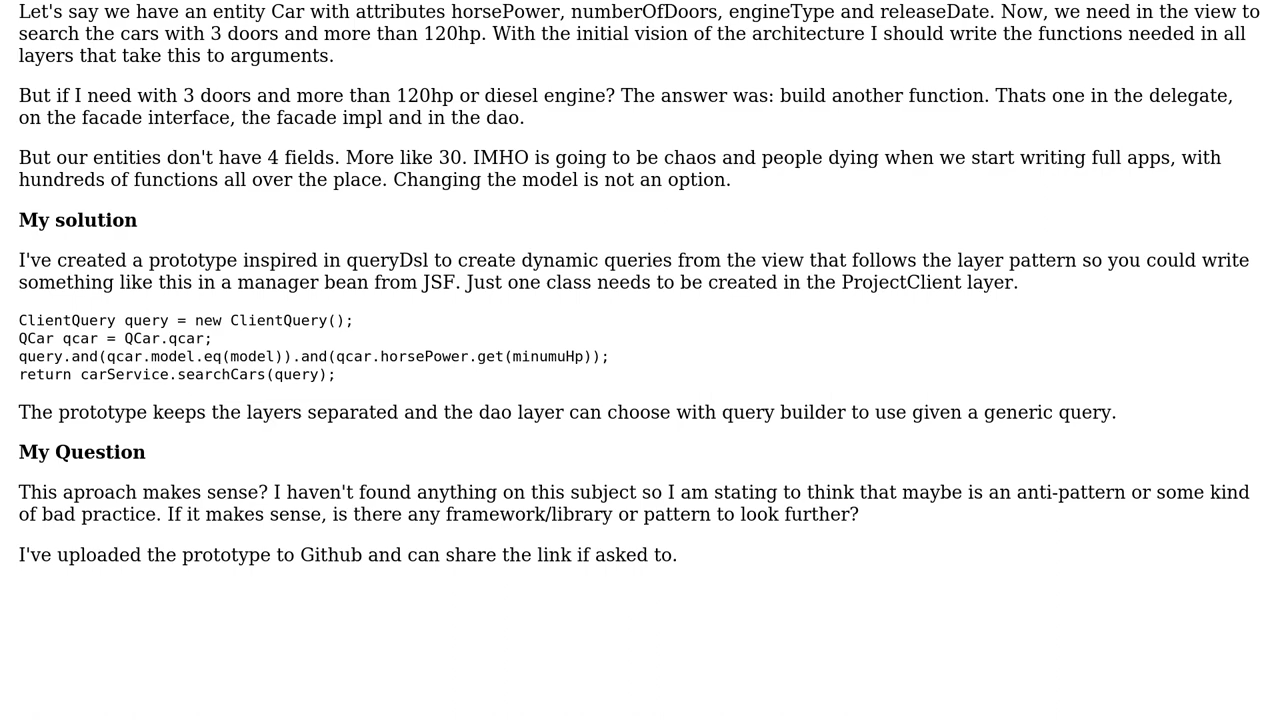 Let's say we have an entity Car with attributes horsePower, numberOfDoors, engineType and releaseDate. Now, we need in the view to
search the cars with 3 doors and more than 120hp. With the initial vision of the architecture I should write the functions needed in all
layers that take this to arguments.
But if I need with 3 doors and more than 120hp or diesel engine? The answer was: build another function. Thats one in the delegate,
on the facade interface, the facade impl and in the dao.
But our entities don't have 4 fields. More like 30. IMHO is going to be chaos and people dying when we start writing full apps, with
hundreds of functions all over the place. Changing the model is not an option.
My solution
I've created a prototype inspired in queryDsl to create dynamic queries from the view that follows the layer pattern so you could write
something like this in a manager bean from JSF. Just one class needs to be created in the ProjectClient layer.
ClientQuery query = new ClientQuery();
QCar qcar = QCar.qcar;
query.and(qcar.model.eq(model)).and(qcar.horsePower.get(minumuHp));
return carService.searchCars(query);
The prototype keeps the layers separated and the dao layer can choose with query builder to use given a generic query.
My Question
This aproach makes sense? I haven't found anything on this subject so I am stating to think that maybe is an anti-pattern or some kind
of bad practice. If it makes sense, is there any framework/library or pattern to look further?
I've uploaded the prototype to Github and can share the link if asked to.